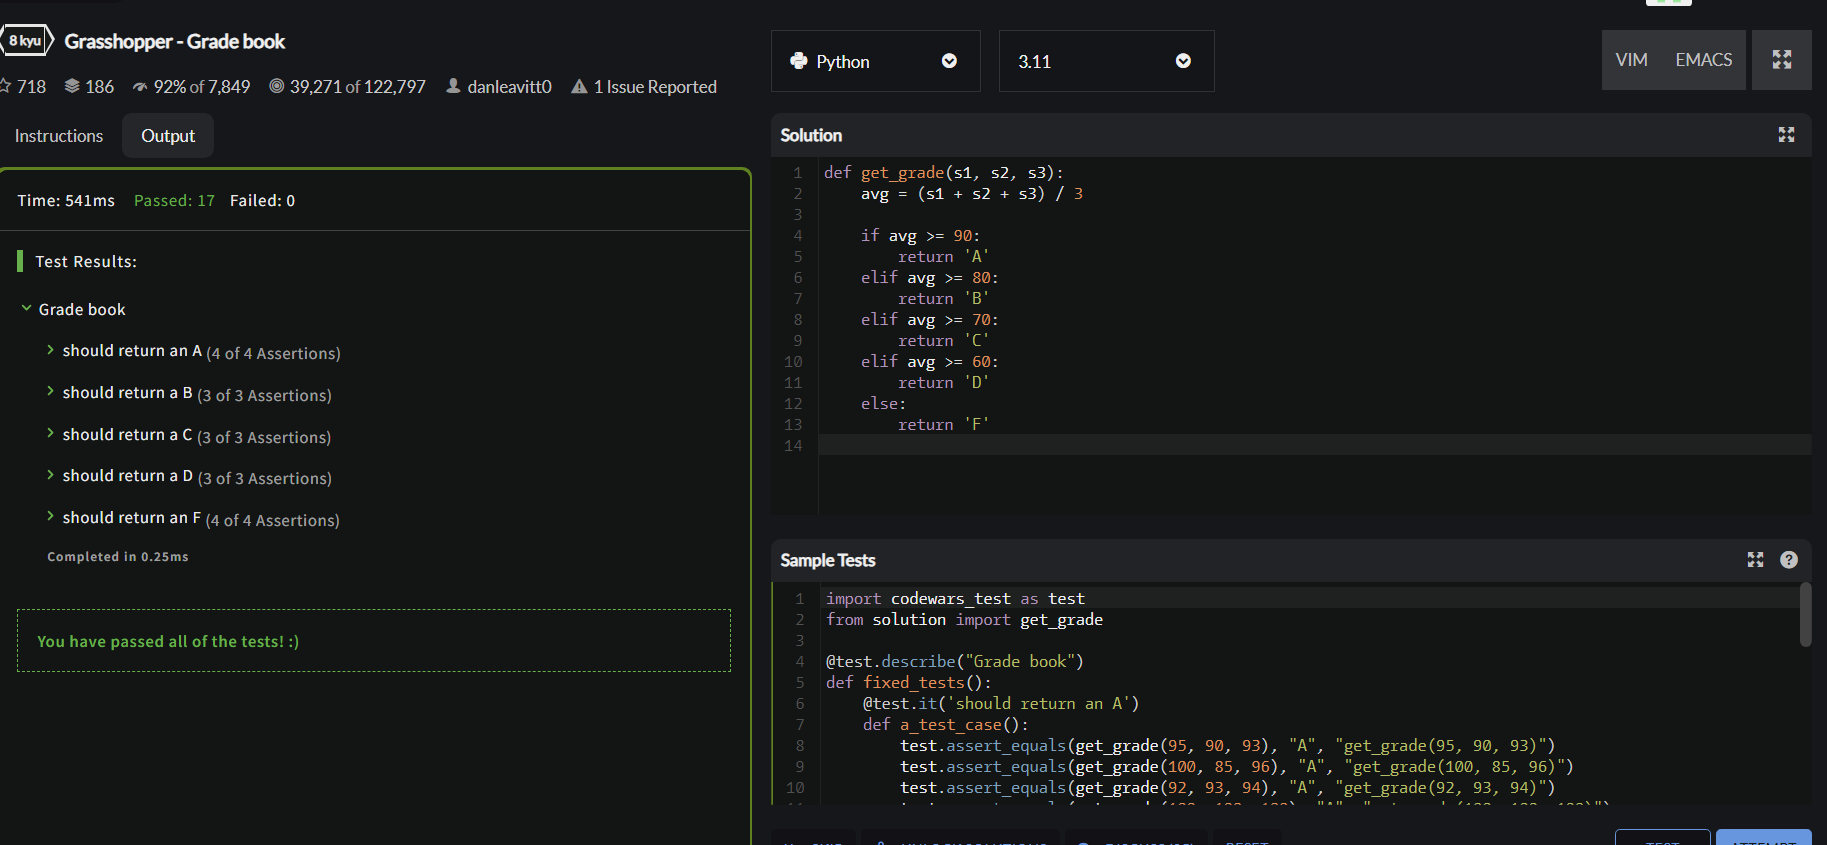 8 kyu Grasshopper - Grade book
718 186 92% of 7,849 39,271 of 122,797 danleavitt0 1 Issue Reported
Instructions Output
Time: 541ms Passed: 17 Failed: 0
Test Results:
Grade book
should return an A (4 of 4 Assertions)
should return a B (3 of 3 Assertions)
should return a C (3 of 3 Assertions)
should return a D (3 of 3 Assertions)
should return an F (4 of 4 Assertions)
Completed in 0.25ms
You have passed all of the tests! :)
Python 3.11 VIM EMACS
Solution
1 def get_grade(s1, s2, s3):
2     avg = (s1 + s2 + s3) / 3
3
4     if avg >= 90:
5         return 'A'
6     elif avg >= 80:
7         return 'B'
8     elif avg >= 70:
9         return 'C'
10     elif avg >= 60:
11         return 'D'
12     else:
13         return 'F'
14
Sample Tests
1 import codewars_test as test
2 from solution import get_grade
3
4 @test.describe("Grade book")
5 def fixed_tests():
6     @test.it('should return an A')
7     def a_test_case():
8         test.assert_equals(get_grade(95, 90, 93), "A", "get_grade(95, 90, 93)")
9         test.assert_equals(get_grade(100, 85, 96), "A", "get_grade(100, 85, 96)")
10         test.assert_equals(get_grade(92, 93, 94), "A", "get_grade(92, 93, 94)")